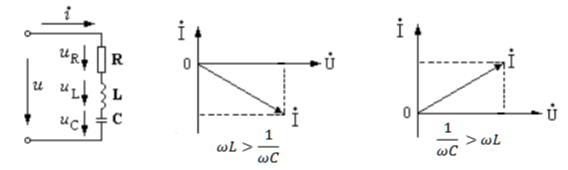 i
u
u_R
R
u_L
L
u_C
C
İ
0
U̇
İ
ωL > 1/ωC
İ
İ
0
U̇
1/ωC > ωL